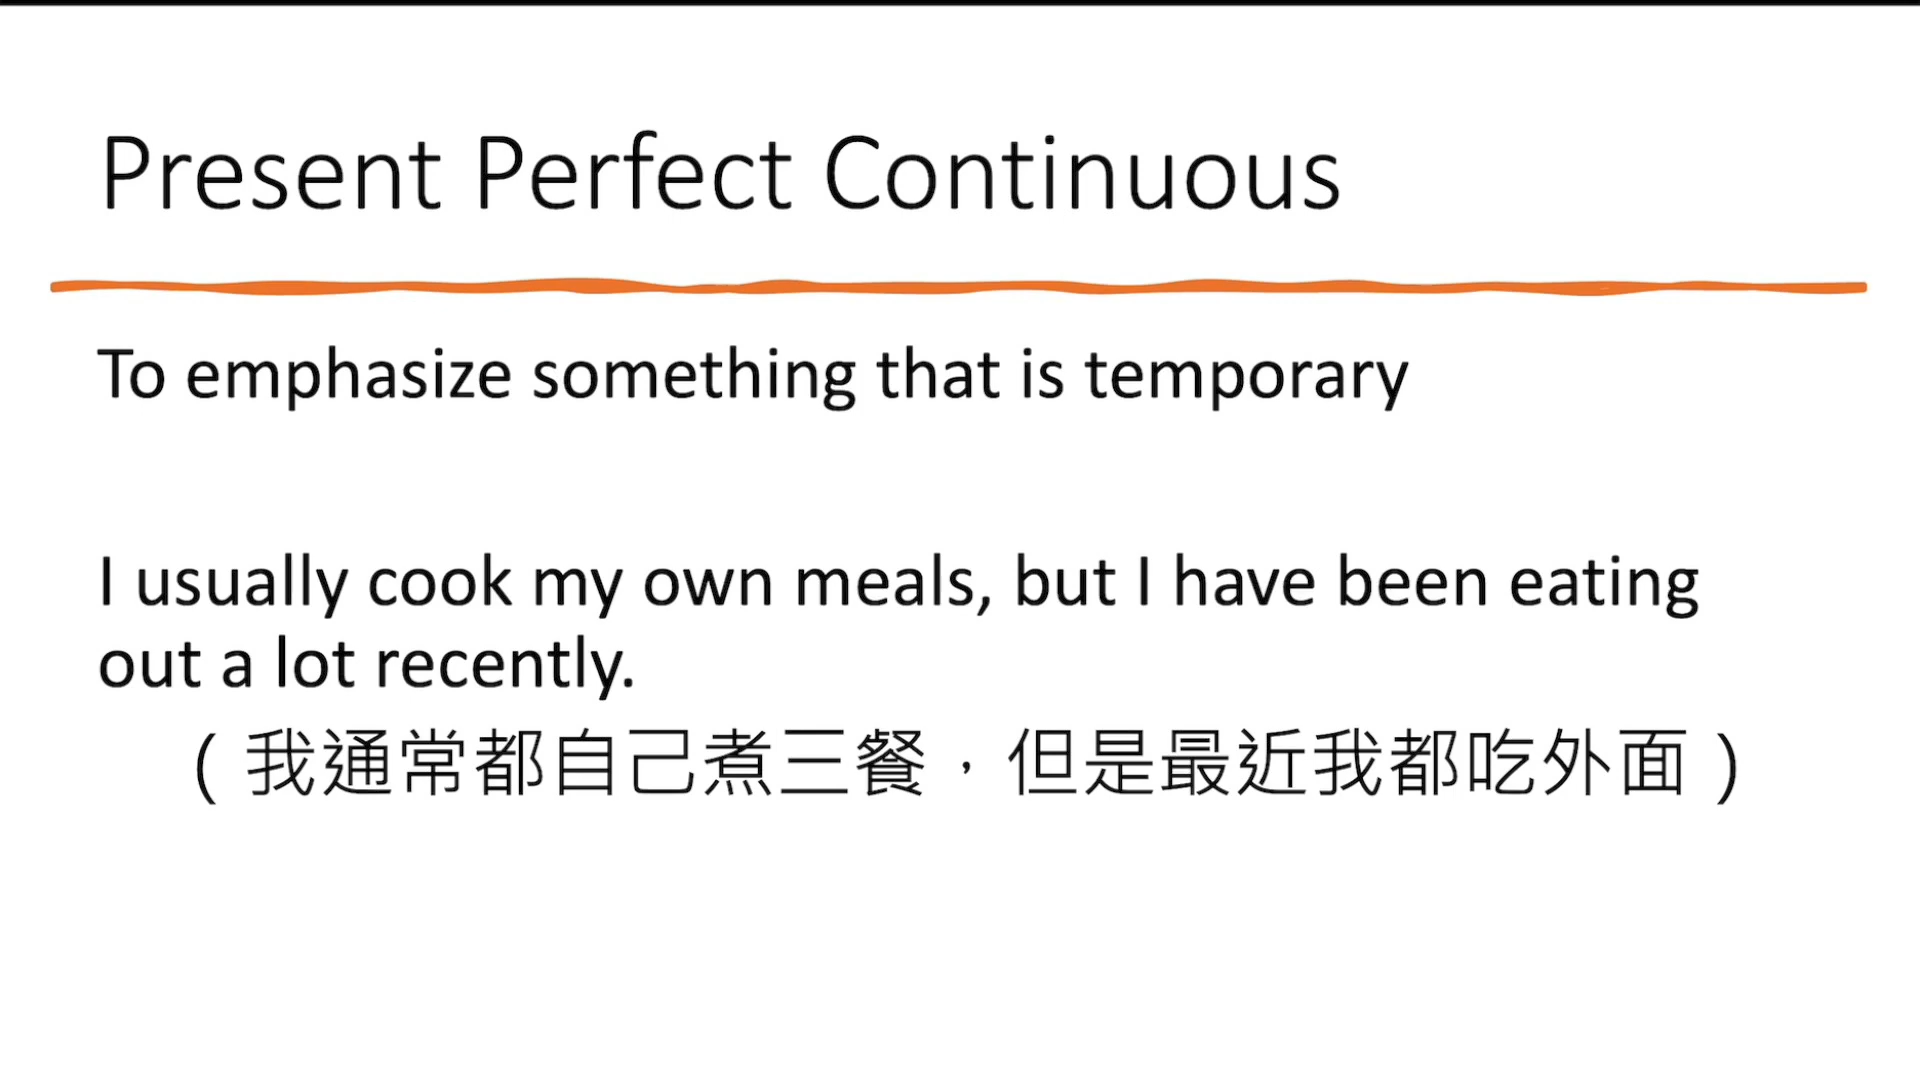 Present Perfect Continuous
To emphasize something that is temporary
I usually cook my own meals, but I have been eating
out a lot recently.
（我通常都自己煮三餐，但是最近我都吃外面）